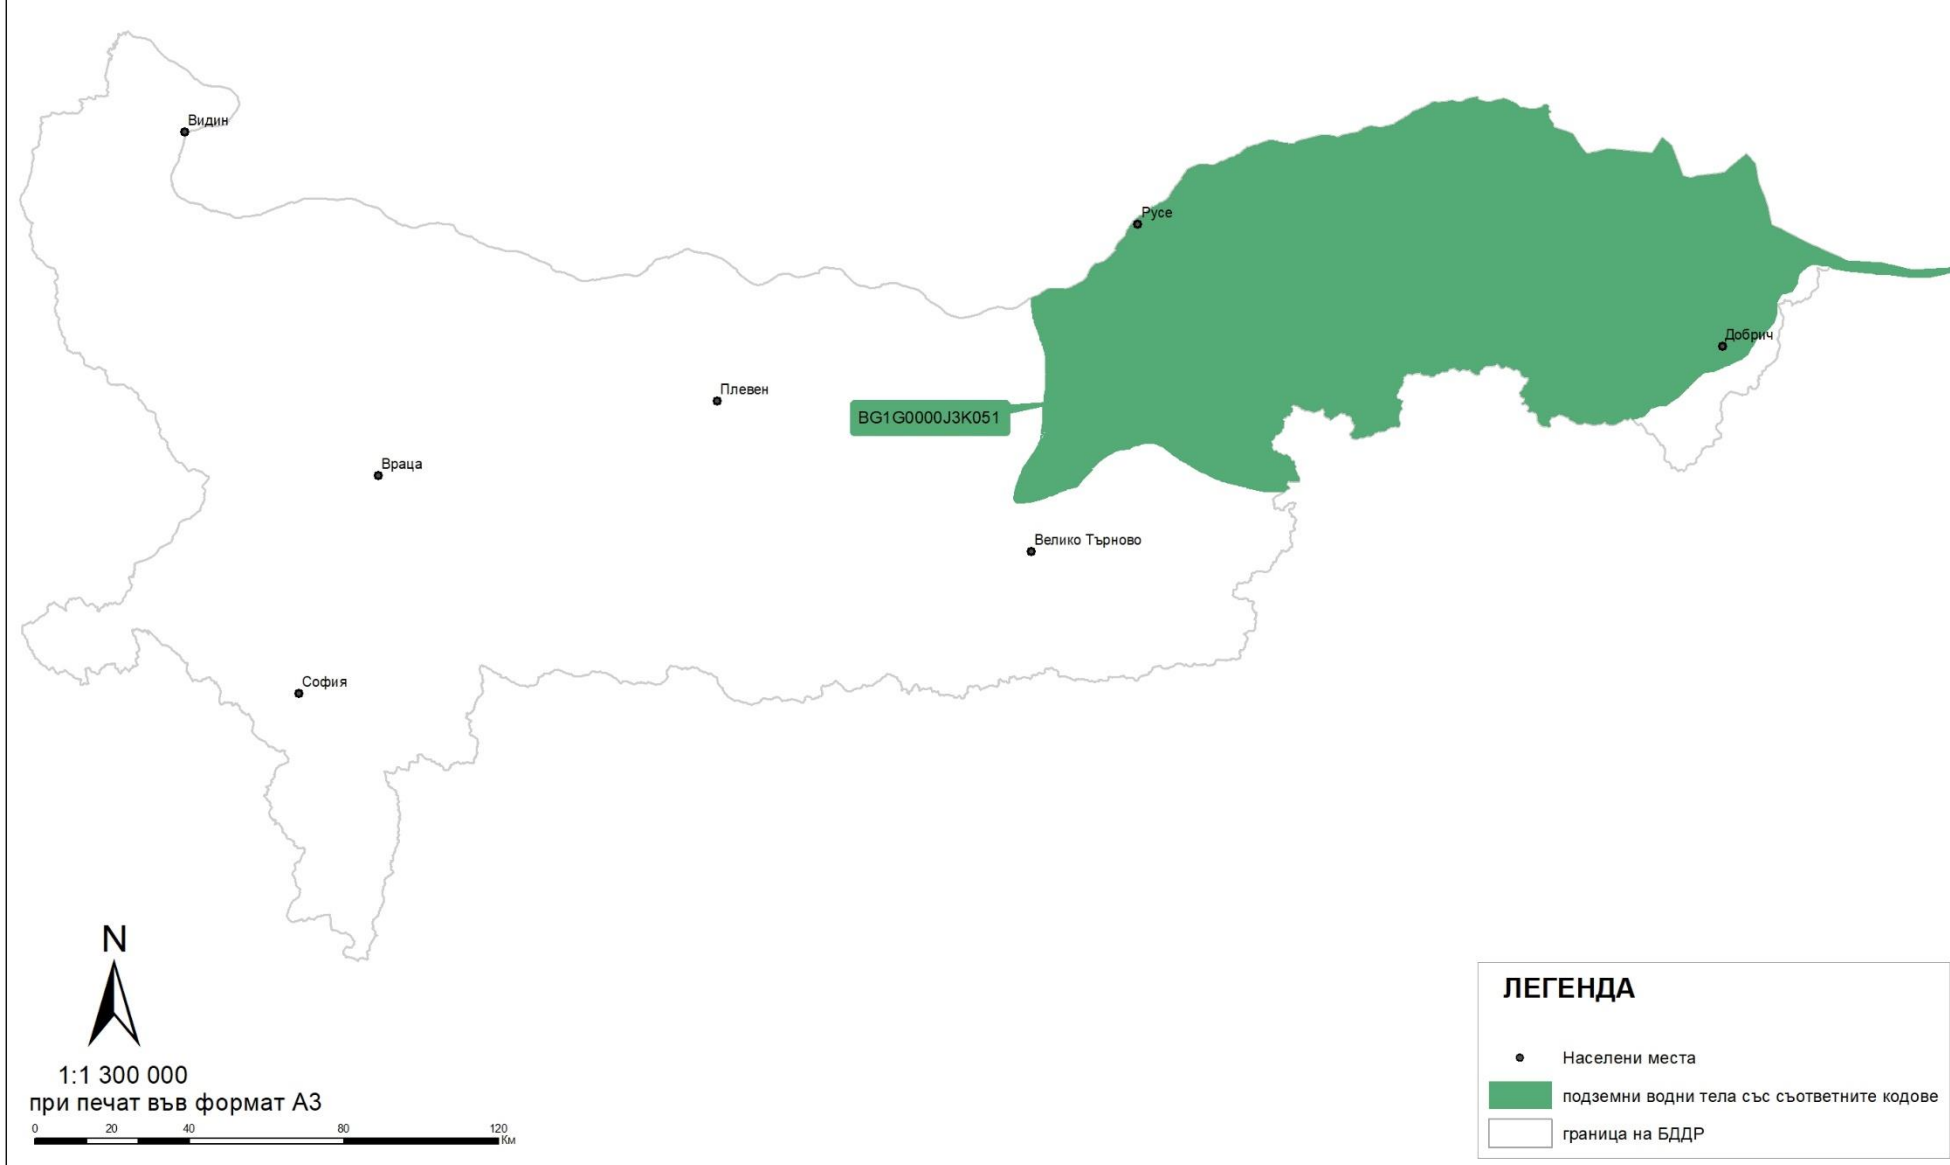 Видин
Русе
Добрич
Плевен
BG1G0000J3K051
Враца
Велико Търново
София
N
1:1 300 000
при печат във формат А3
0 20 40 80 120
Км
ЛЕГЕНДА
Населени места
подземни водни тела със съответните кодове
граница на БДДР